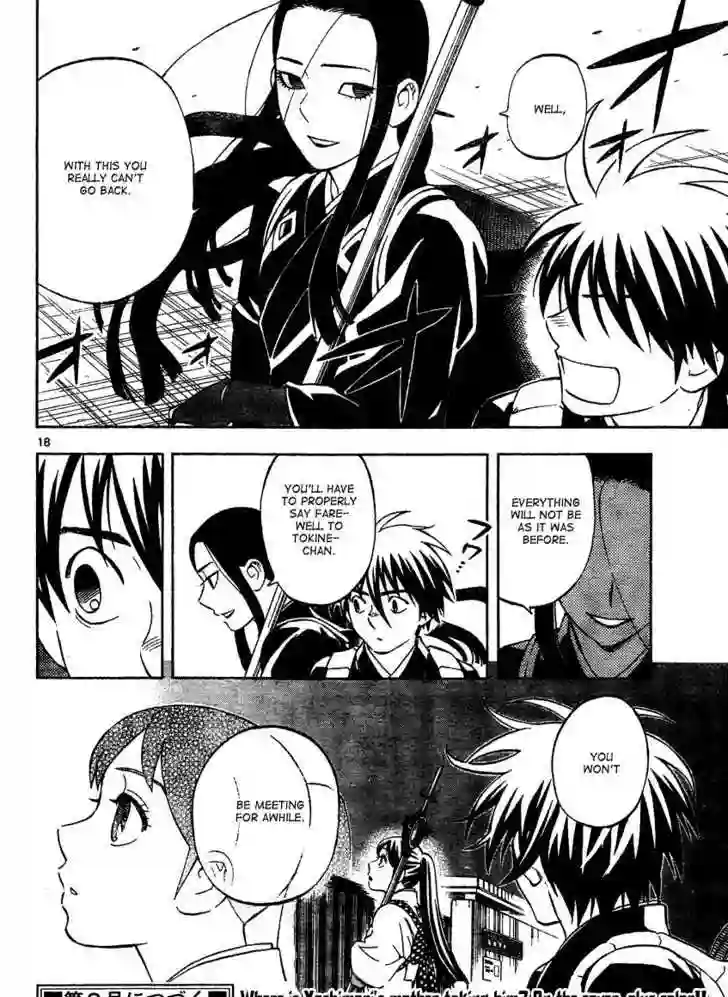 WELL,
WITH THIS YOU
REALLY CAN'T
GO BACK.
18
EVERYTHING
WILL NOT BE
AS IT WAS
BEFORE.
YOU'LL HAVE
TO PROPERLY
SAY FARE--
WELL TO
TOKINE--
CHAN.
YOU
WON'T
BE MEETING
FOR AWHILE.